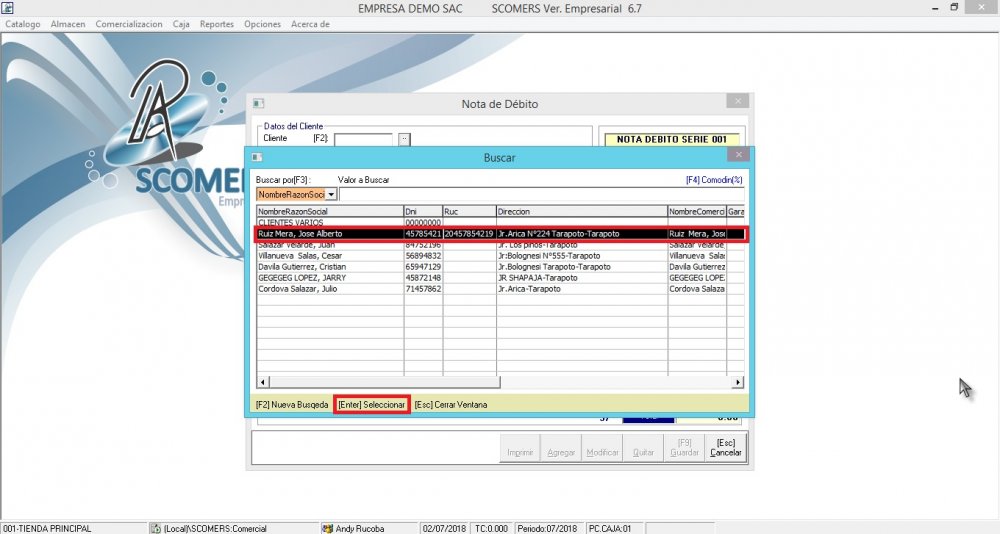 EMPRESA DEMO SAC SCOMERS Ver. Empresarial 6.7
Catalogo Almacen Comercializacion Caja Reportes Opciones Acerca de
Nota de Débito
Datos del Cliente
Cliente [F2]:
NOTA DEBITO SERIE 001
SCOME
Emp
Buscar
Buscar por[F3] : Valor a Buscar [F4] Comodin(%)
NombreRazonSoci
NombreRazonSocial Dni Ruc Direccion NombreComerci Gara
CLIENTES VARIOS 00000000
Ruiz Mera, Jose Alberto 45785421 20457854219 Jr.Arica N°224 Tarapoto-Tarapoto Ruiz Mera, Jose
Salazar Velarde, Juan 84752196 Jr. Los pinos-Tarapoto Salazar Velarde
Villanueva Salas, Cesar 56894832 Jr:Bolognesi N°555-Tarapoto Villanueva Salas
Davila Gutierrez, Cristian 65947129 Jr.Bolognesi Tarapoto-Tarapoto Davila Gutierrez
GEGEGEG LOPEZ, JARRY 45872148 JR SHAPAJA-Tarapoto GEGEGEG LOPE
Cordova Salazar, Julio 71457862 Jr.Arica-Tarapoto Cordova Salaza
[F2] Nueva Busqeda [Enter] Seleccionar [Esc] Cerrar Ventana
Imprimir Agregar Modificar Quitar [F9] Guardar [Esc] Cancelar
001-TIENDA PRINCIPAL (Local)\SCOMERS:Comercial Andy Rucoba 02/07/2018 TC:0.000 Periodo:07/2018 PC.CAJA:01